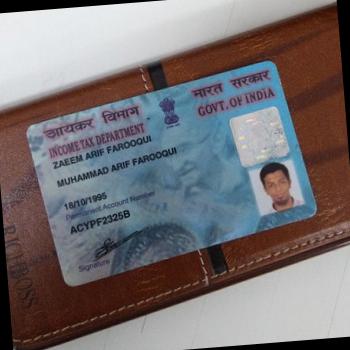 आयकर विभाग
भारत सरकार
INCOME TAX DEPARTMENT
GOVT. OF INDIA
ZAEEM ARIF FAROOQUI
MUHAMMAD ARIF FAROOQUI
18/10/1995
Permanent Account Number
ACYPF2325B
Signature